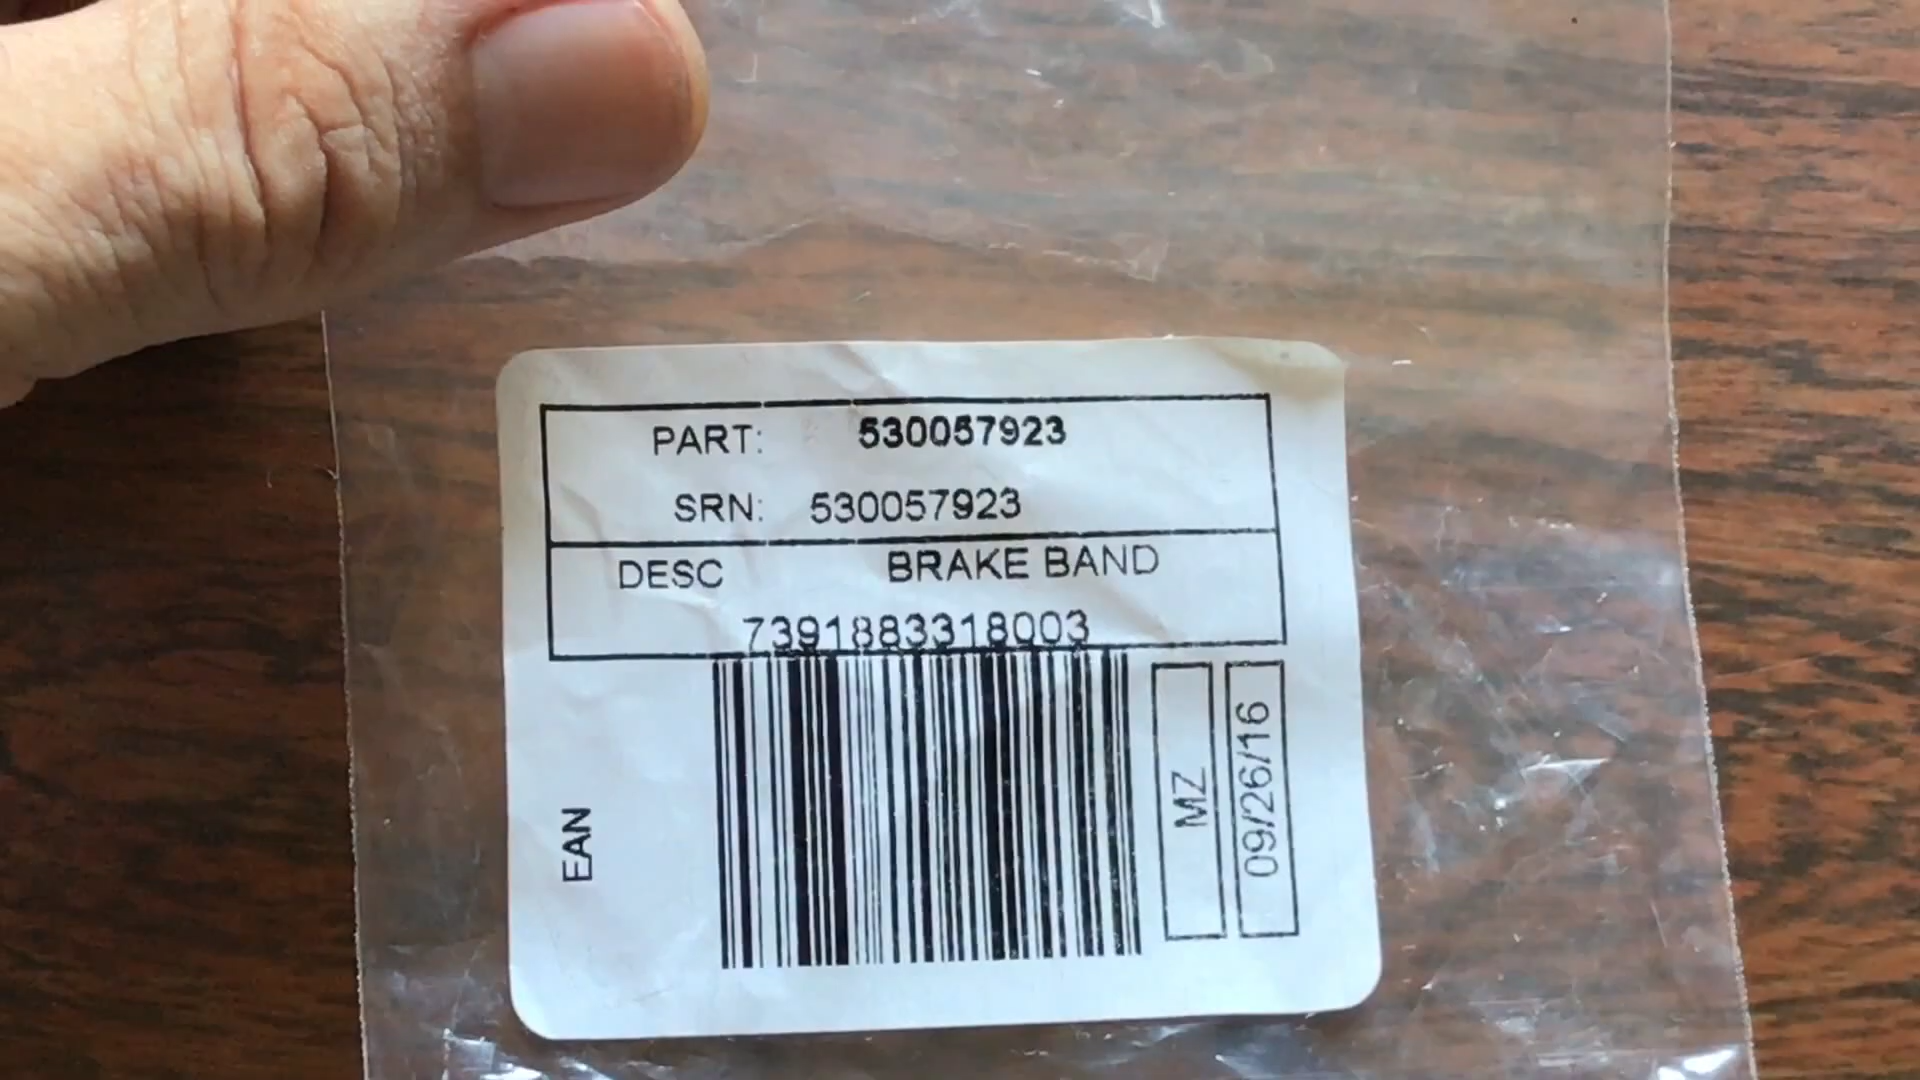 PART: 530057923
SRN: 530057923
DESC BRAKE BAND
7391883318003
EAN
MZ
09/26/16